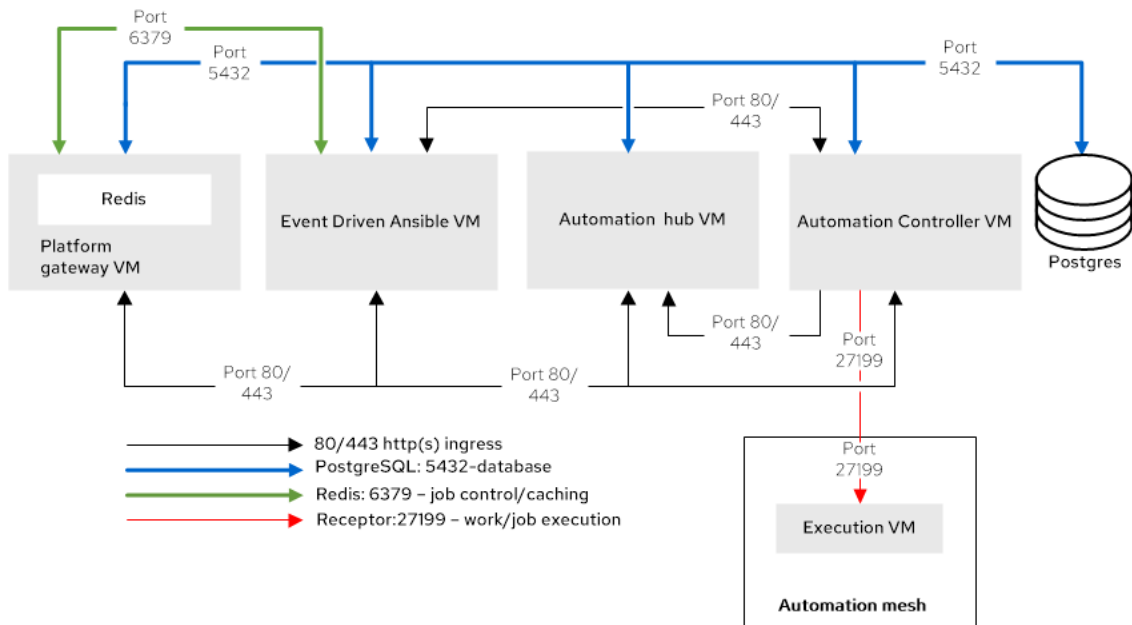 Port
6379
Port
5432
Port
5432
Port 80/
443
Redis
Platform
gateway VM
Event Driven Ansible VM
Automation hub VM
Automation Controller VM
Postgres
Port 80/
443
Port
27199
Port 80/
443
Port 80/
443
80/443 http(s) ingress
PostgreSQL: 5432-database
Redis: 6379 – job control/caching
Receptor:27199 – work/job execution
Port
27199
Execution VM
Automation mesh